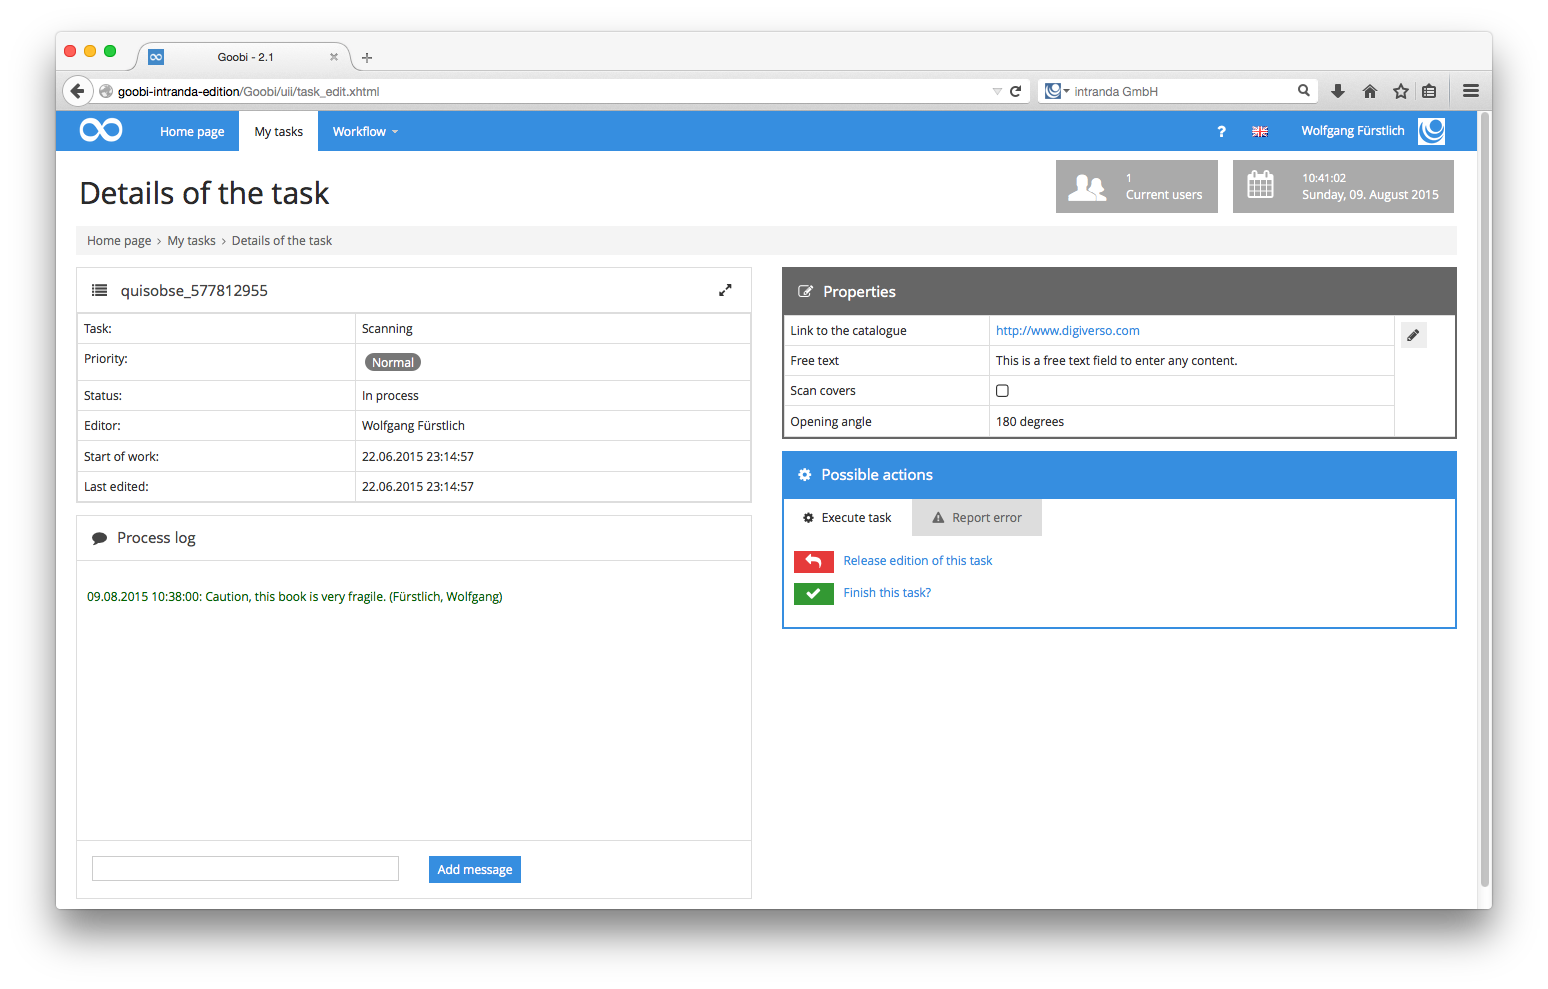 Goobi - 2.1
goobi-intranda-edition/Goobi/uii/task_edit.xhtml
intranda GmbH
Home page
My tasks
Workflow
?
Wolfgang Fürstlich
Details of the task
1
Current users
10:41:02
Sunday, 09. August 2015
Home page › My tasks › Details of the task
quisobse_577812955
Task: Scanning
Priority: Normal
Status: In process
Editor: Wolfgang Fürstlich
Start of work: 22.06.2015 23:14:57
Last edited: 22.06.2015 23:14:57
Process log
09.08.2015 10:38:00: Caution, this book is very fragile. (Fürstlich, Wolfgang)
Add message
Properties
Link to the catalogue http://www.digiverso.com
Free text This is a free text field to enter any content.
Scan covers
Opening angle 180 degrees
Possible actions
Execute task
Report error
Release edition of this task
Finish this task?